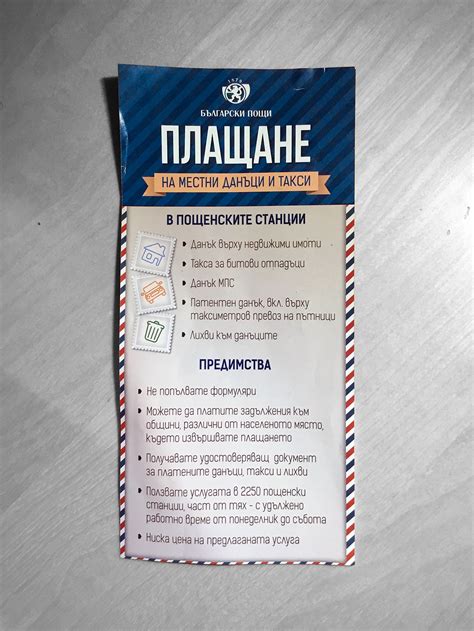 1879
БЪЛГАРСКИ ПОЩИ
ПЛАЩАНЕ
НА МЕСТНИ ДАНЪЦИ И ТАКСИ
В ПОЩЕНСКИТЕ СТАНЦИИ
• Данък върху недвижими имоти
• Такса за битови отпадъци
• Данък МПС
• Патентен данък, вкл. върху
таксиметров превоз на пътници
• Лихви към данъците
ПРЕДИМСТВА
• Не попълвате формуляри
• Можете да платите задължения към
общини, различни от населеното място,
където извършвате плащането
• Получавате удостоверяващ документ
за платените данъци, такси и лихви
• Ползвате услугата в 2250 пощенски
станции, част от тях - с удължено
работно време от понеделник до събота
• Ниска цена на предлаганата услуга